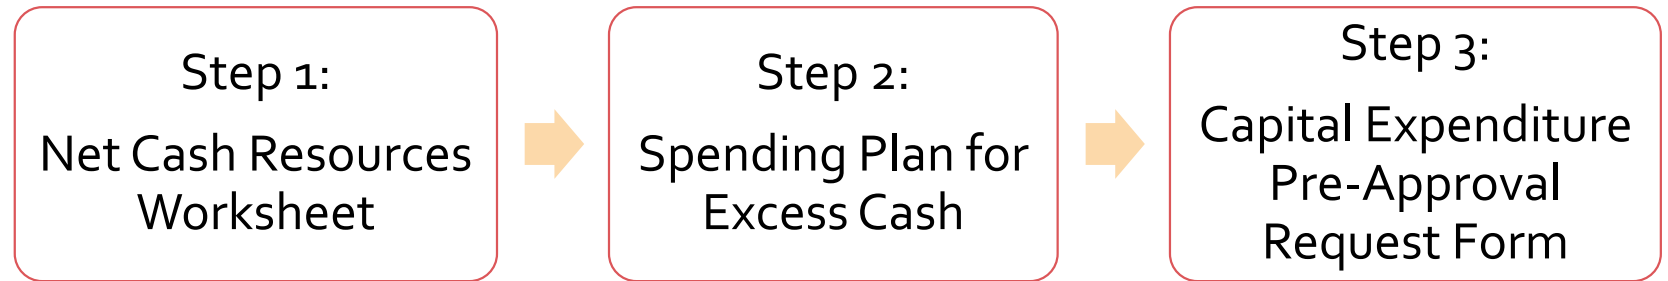 Step 1:
Net Cash Resources
Worksheet
Step 2:
Spending Plan for
Excess Cash
Step 3:
Capital Expenditure
Pre-Approval
Request Form